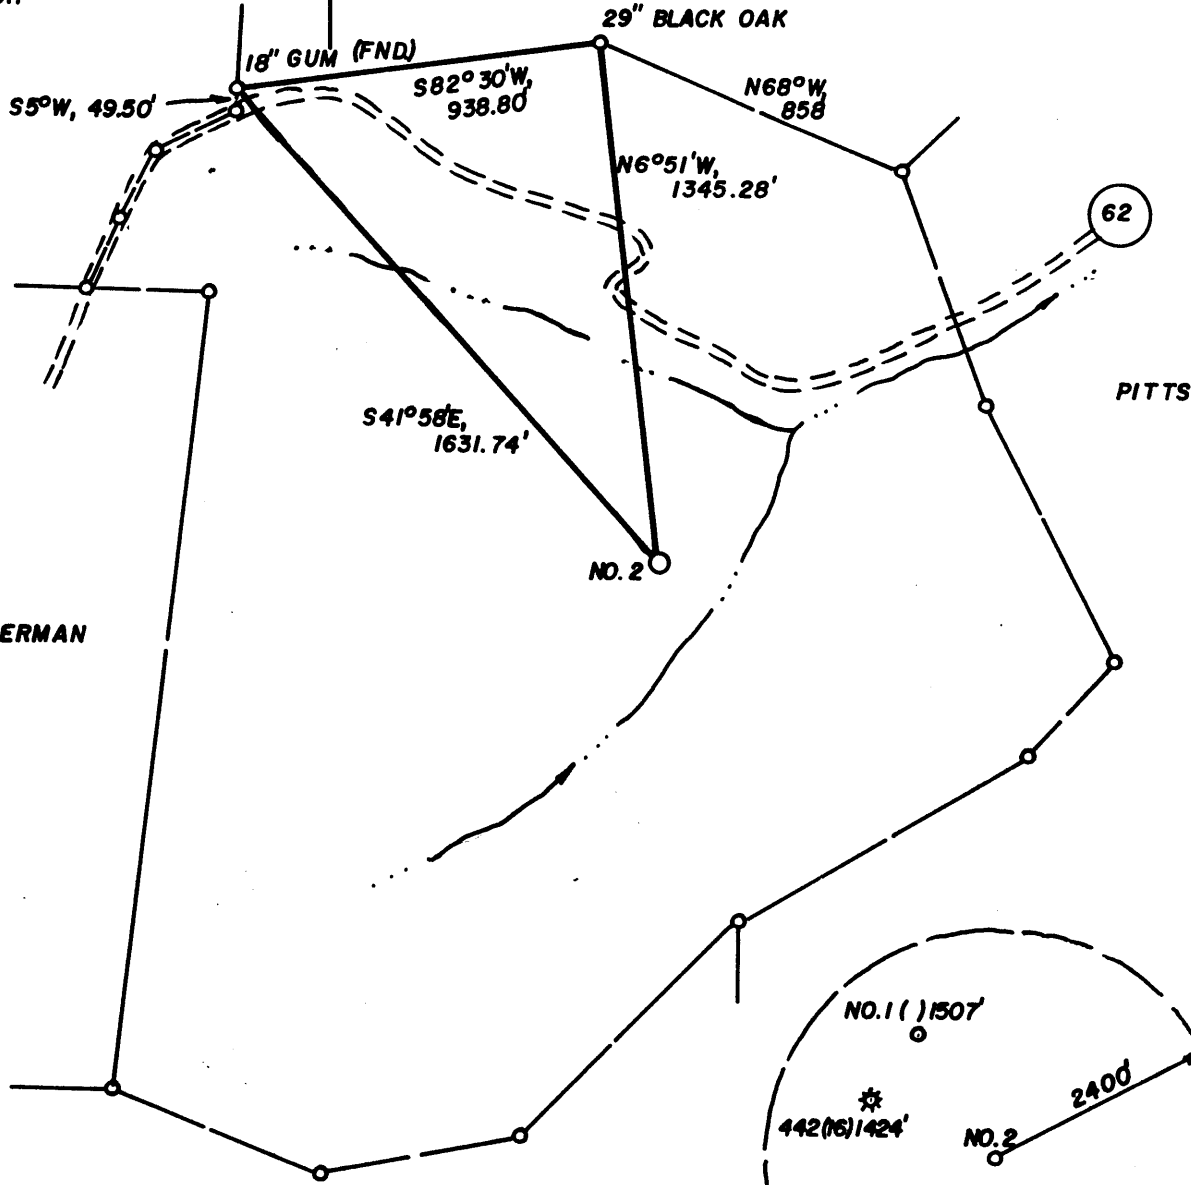 29" BLACK OAK
18" GUM (FND.)
S82°30'W,
938.80'
N68°W,
858
S5°W, 49.50'
N6°51'W,
1345.28'
62
PITTS
S41°58'E,
1631.74'
NO. 2
ERMAN
NO. 1 ( ) 1507'
2400'
442(16)1424'
NO. 2